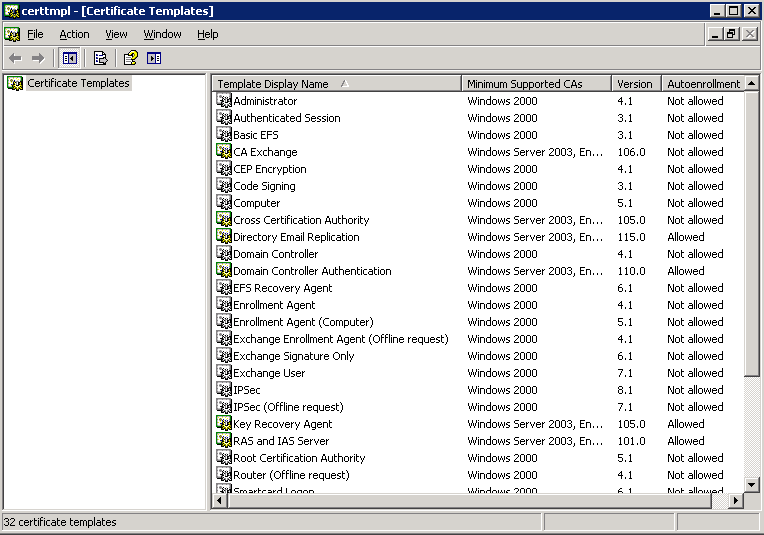 certtmpl - [Certificate Templates]
File Action View Window Help
Certificate Templates
Template Display Name Minimum Supported CAs Version Autoenrollment
Administrator Windows 2000 4.1 Not allowed
Authenticated Session Windows 2000 3.1 Not allowed
Basic EFS Windows 2000 3.1 Not allowed
CA Exchange Windows Server 2003, En... 106.0 Not allowed
CEP Encryption Windows 2000 4.1 Not allowed
Code Signing Windows 2000 3.1 Not allowed
Computer Windows 2000 5.1 Not allowed
Cross Certification Authority Windows Server 2003, En... 105.0 Not allowed
Directory Email Replication Windows Server 2003, En... 115.0 Allowed
Domain Controller Windows 2000 4.1 Not allowed
Domain Controller Authentication Windows Server 2003, En... 110.0 Allowed
EFS Recovery Agent Windows 2000 6.1 Not allowed
Enrollment Agent Windows 2000 4.1 Not allowed
Enrollment Agent (Computer) Windows 2000 5.1 Not allowed
Exchange Enrollment Agent (Offline request) Windows 2000 4.1 Not allowed
Exchange Signature Only Windows 2000 6.1 Not allowed
Exchange User Windows 2000 7.1 Not allowed
IPSec Windows 2000 8.1 Not allowed
IPSec (Offline request) Windows 2000 7.1 Not allowed
Key Recovery Agent Windows Server 2003, En... 105.0 Allowed
RAS and IAS Server Windows Server 2003, En... 101.0 Allowed
Root Certification Authority Windows 2000 5.1 Not allowed
Router (Offline request) Windows 2000 4.1 Not allowed
Smartcard Logon Windows 2000 6.1 Not allowed
32 certificate templates